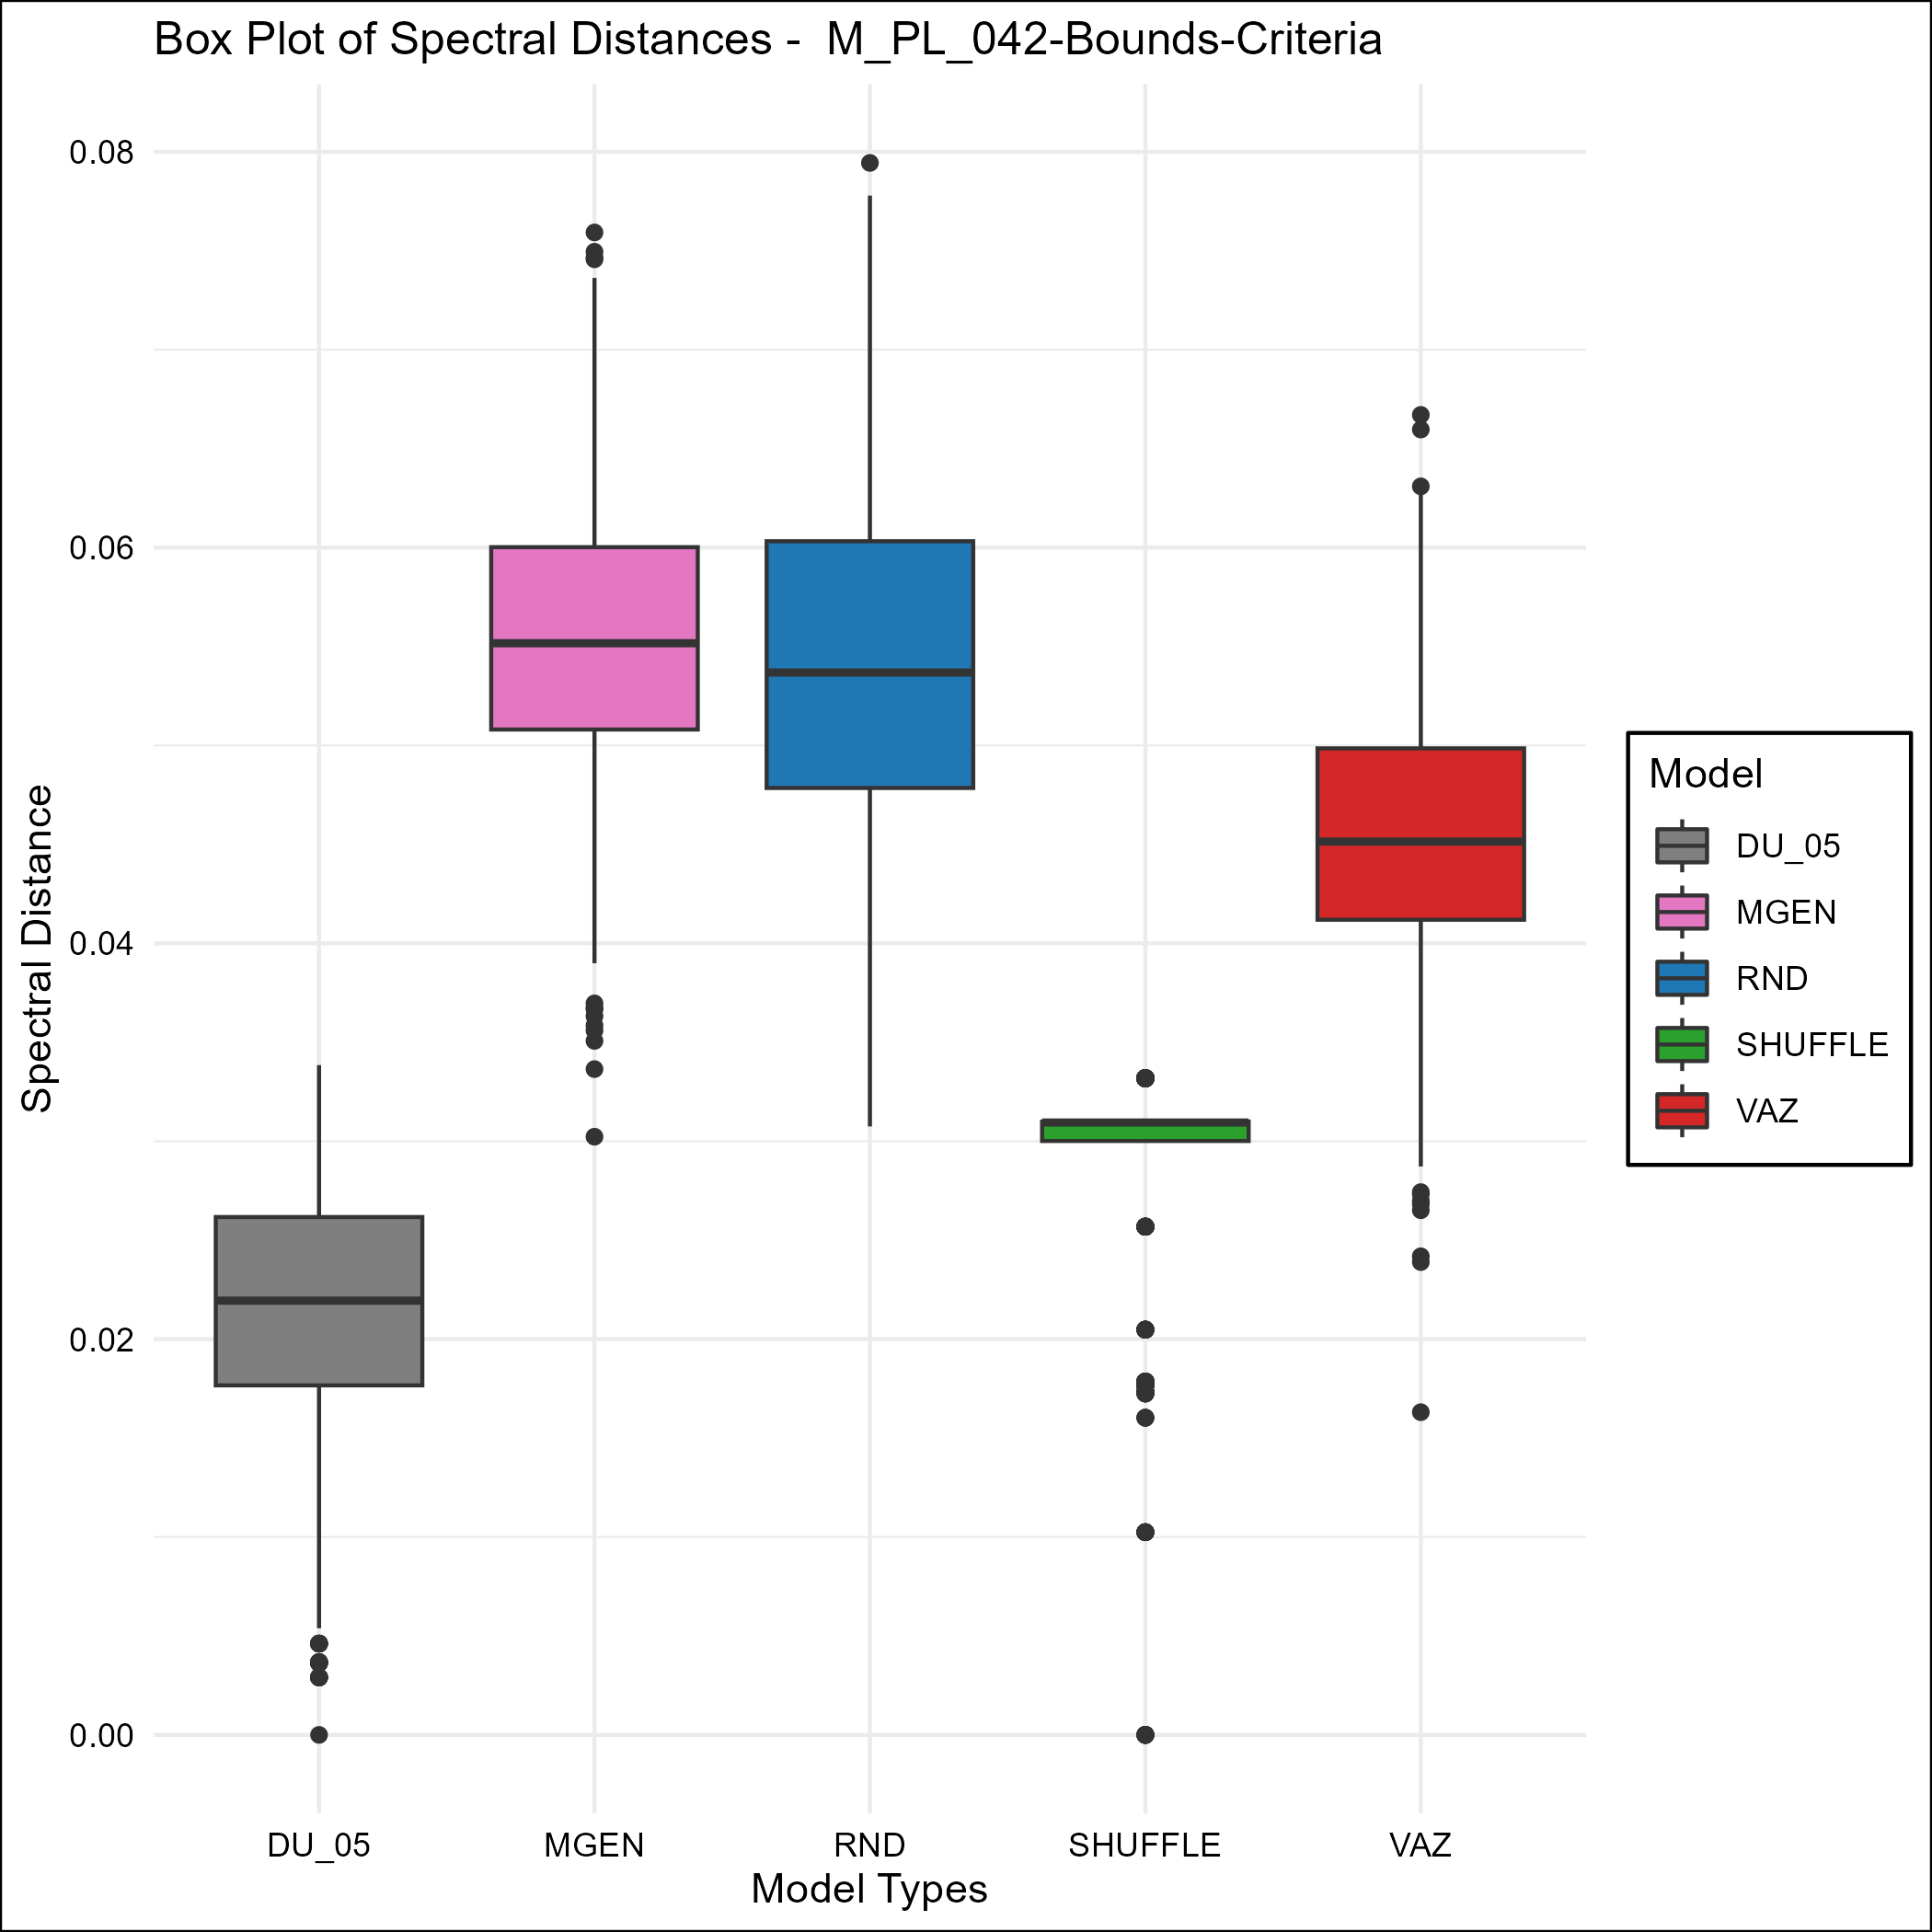 Box Plot of Spectral Distances -  M_PL_042-Bounds-Criteria
Spectral Distance
0.08
0.06
0.04
0.02
0.00
DU_05
MGEN
RND
SHUFFLE
VAZ
Model Types
Model
DU_05
MGEN
RND
SHUFFLE
VAZ